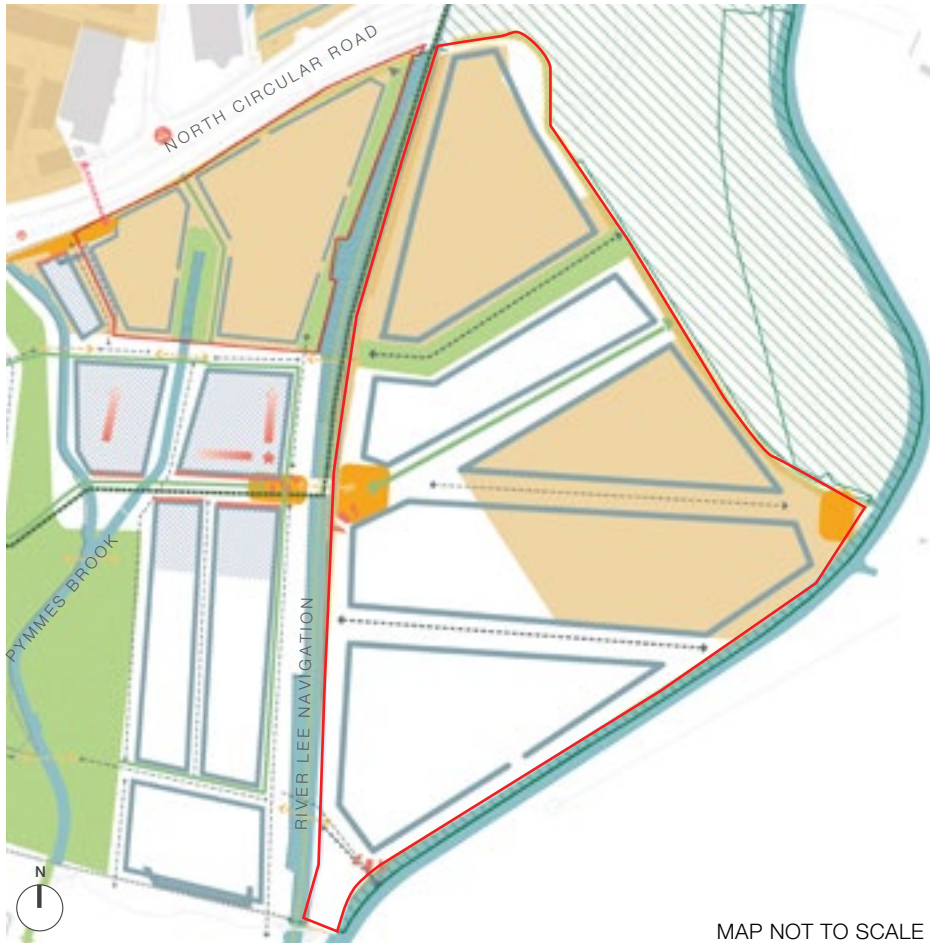 NORTH CIRCULAR ROAD
PYMMES BROOK
RIVER LEE NAVIGATION
N
MAP NOT TO SCALE